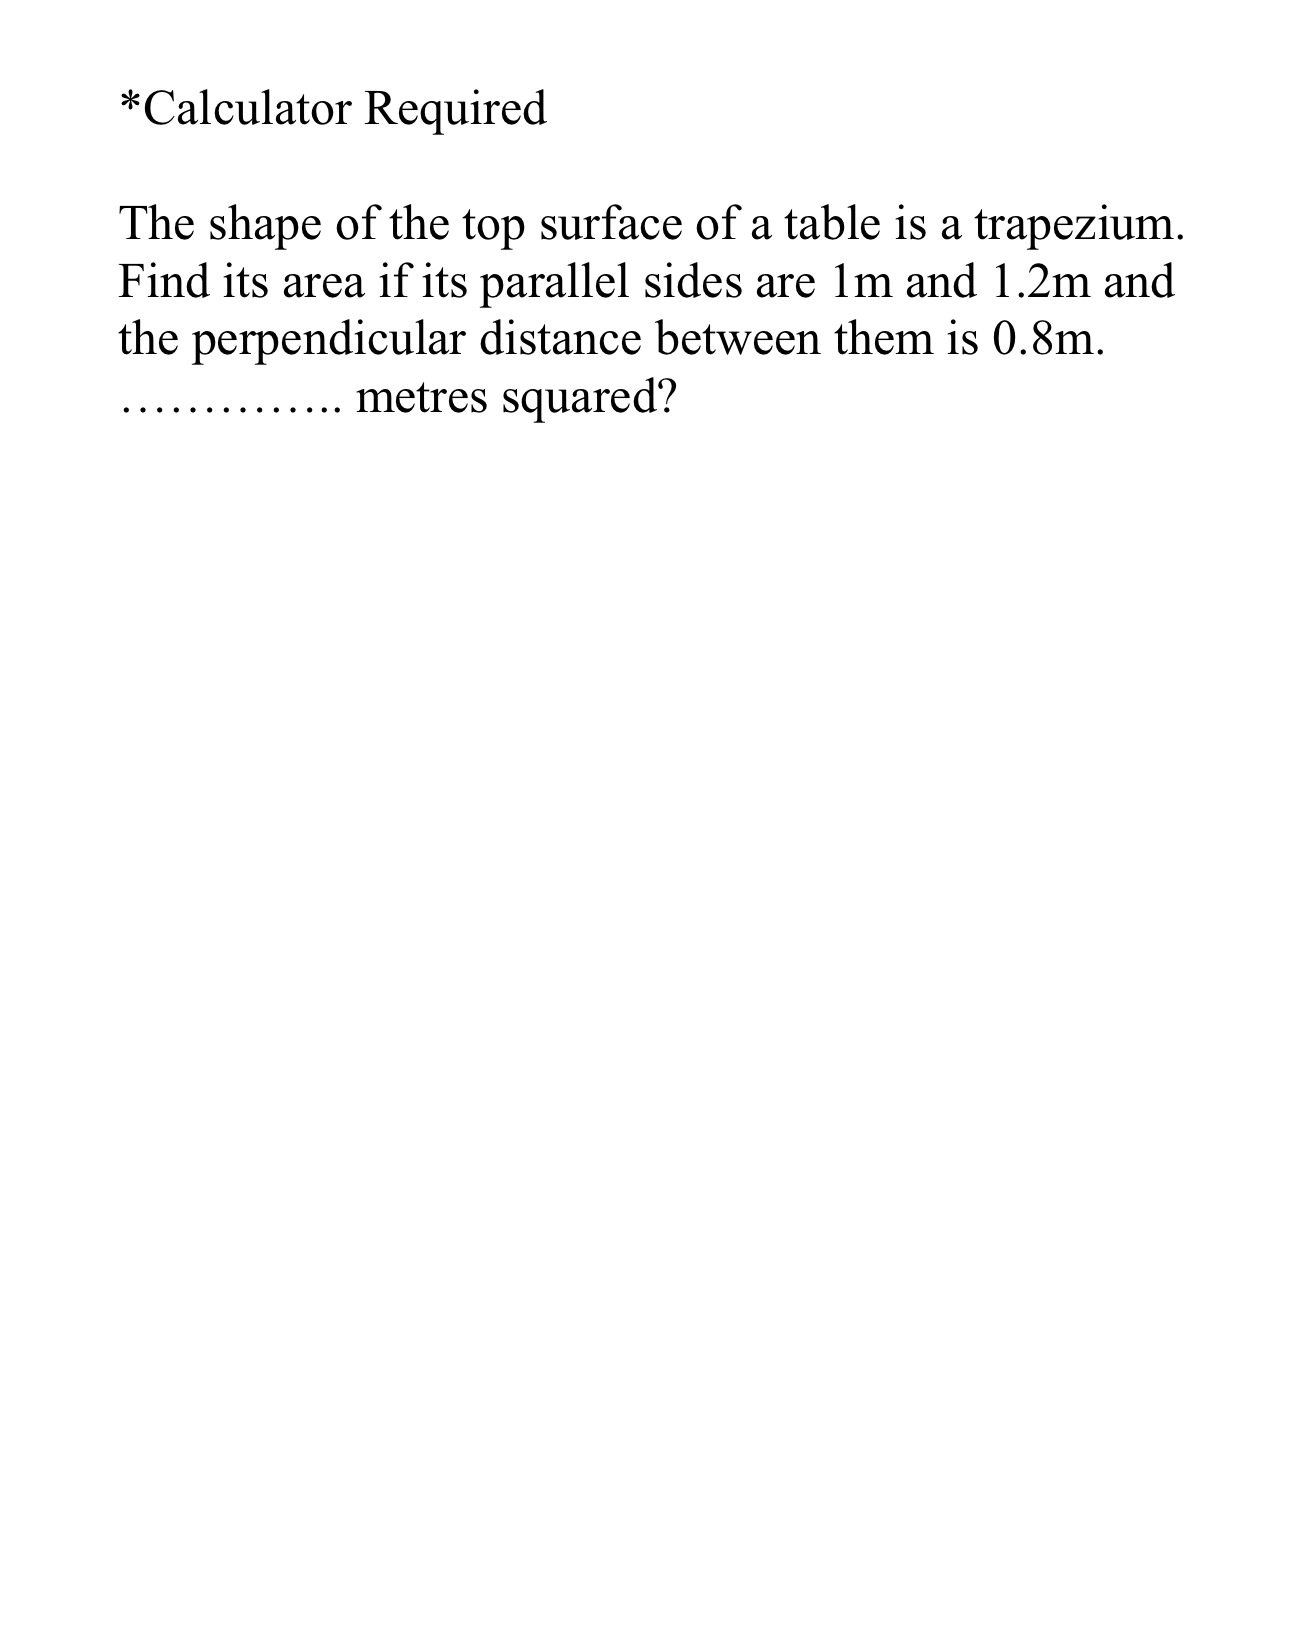 *Calculator Required
The shape of the top surface of a table is a trapezium.
Find its area if its parallel sides are 1m and 1.2m and
the perpendicular distance between them is 0.8m.
………….. metres squared?